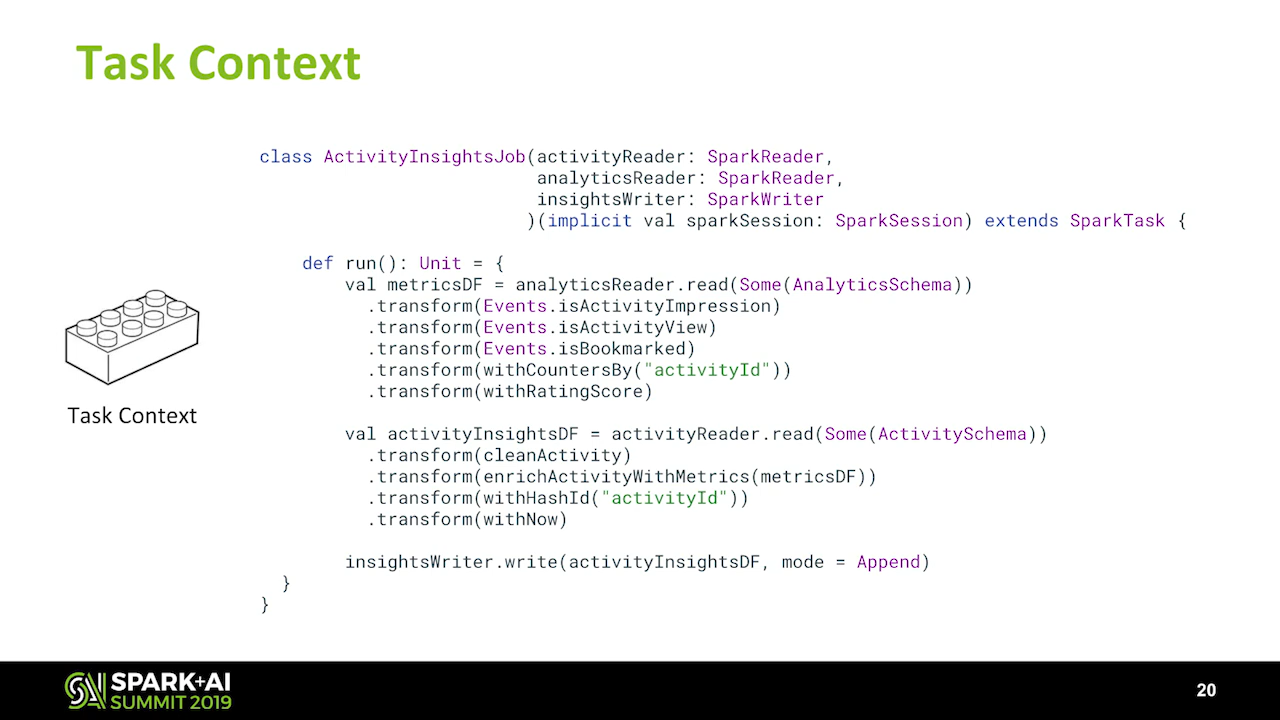 Task Context
class ActivityInsightsJob(activityReader: SparkReader,
analyticsReader: SparkReader,
insightsWriter: SparkWriter
)(implicit val sparkSession: SparkSession) extends SparkTask {
def run(): Unit = {
val metricsDF = analyticsReader.read(Some(AnalyticsSchema))
.transform(Events.isActivityImpression)
.transform(Events.isActivityView)
.transform(Events.isBookmarked)
.transform(withCountersBy("activityId"))
.transform(withRatingScore)
val activityInsightsDF = activityReader.read(Some(ActivitySchema))
.transform(cleanActivity)
.transform(enrichActivityWithMetrics(metricsDF))
.transform(withHashId("activityId"))
.transform(withNow)
insightsWriter.write(activityInsightsDF, mode = Append)
}
}
Task Context
SPARK+AI
SUMMIT 2019
20